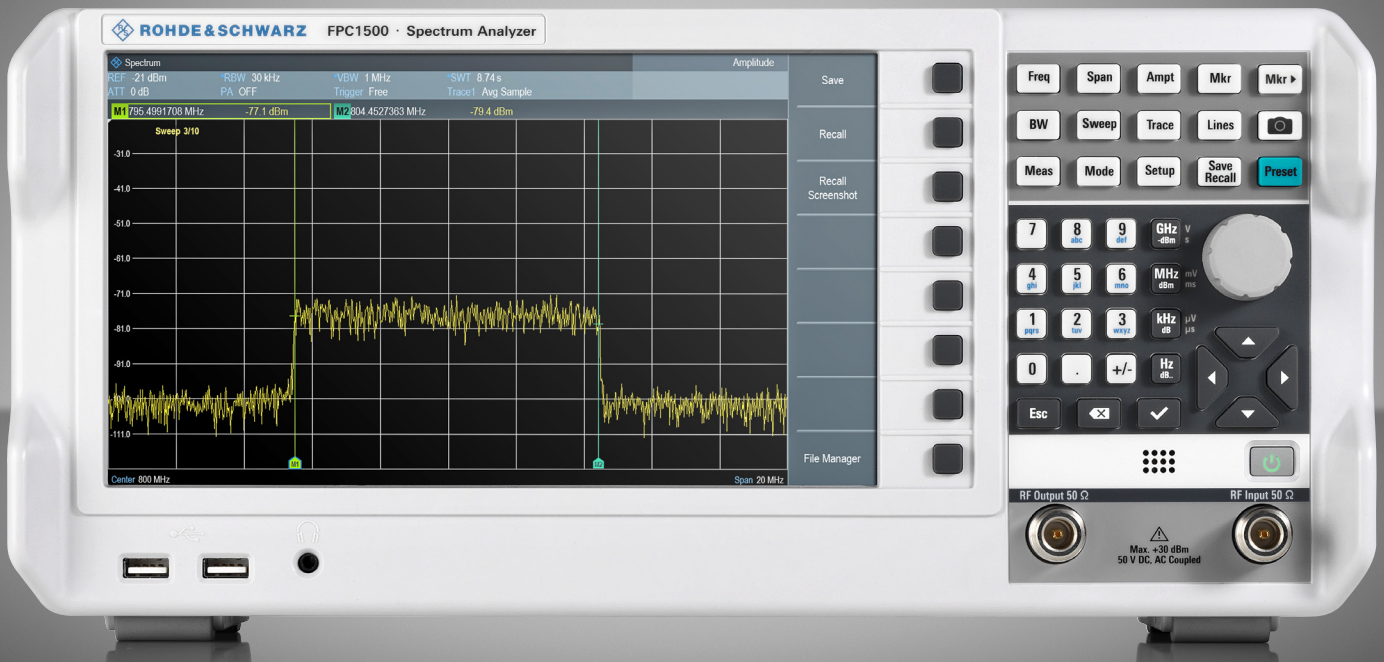 ROHDE & SCHWARZ FPC1500 · Spectrum Analyzer
Spectrum Amplitude
REF -21 dBm *RBW 30 kHz *VBW 1 MHz *SWT 8.74 s
ATT 0 dB PA OFF Trigger Free Trace1 Avg Sample
M1 795.4991708 MHz -77.1 dBm M2 804.4527363 MHz -79.4 dBm
Sweep 3/10
-31.0
-41.0
-51.0
-61.0
-71.0
-81.0
-91.0
-111.0
M1 M2
Center 800 MHz Span 20 MHz
Save
Recall
Recall
Screenshot
File Manager
Freq Span Ampt Mkr Mkr
BW Sweep Trace Lines
Meas Mode Setup Save Recall Preset
7 8 abc 9 def GHz -dBm V s
4 ghi 5 jkl 6 mno MHz dBm mV ms
1 pqrs 2 tuv 3 wxyz kHz dB µV µs
0 . +/- Hz dB..
Esc
RF Output 50 Ω RF Input 50 Ω
Max. +30 dBm
50 V DC, AC Coupled